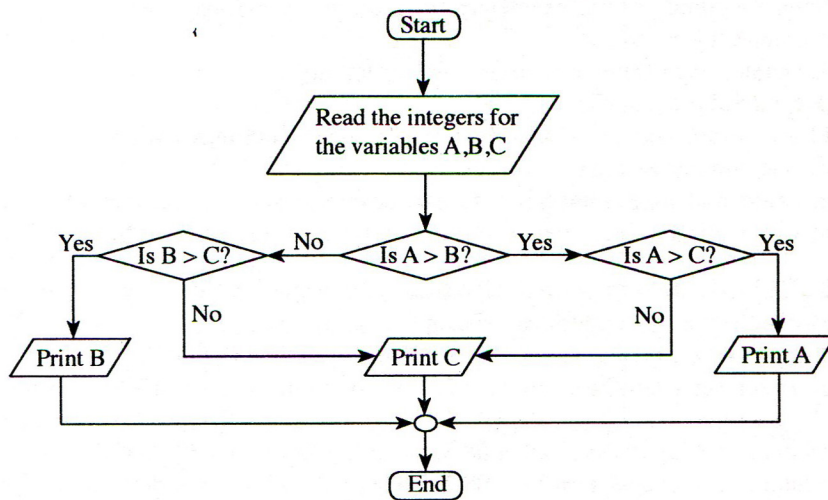 Start
Read the integers for
the variables A,B,C
Yes
Is B > C?
No
Is A > B?
Yes
Is A > C?
Yes
No
No
Print B
Print C
Print A
End